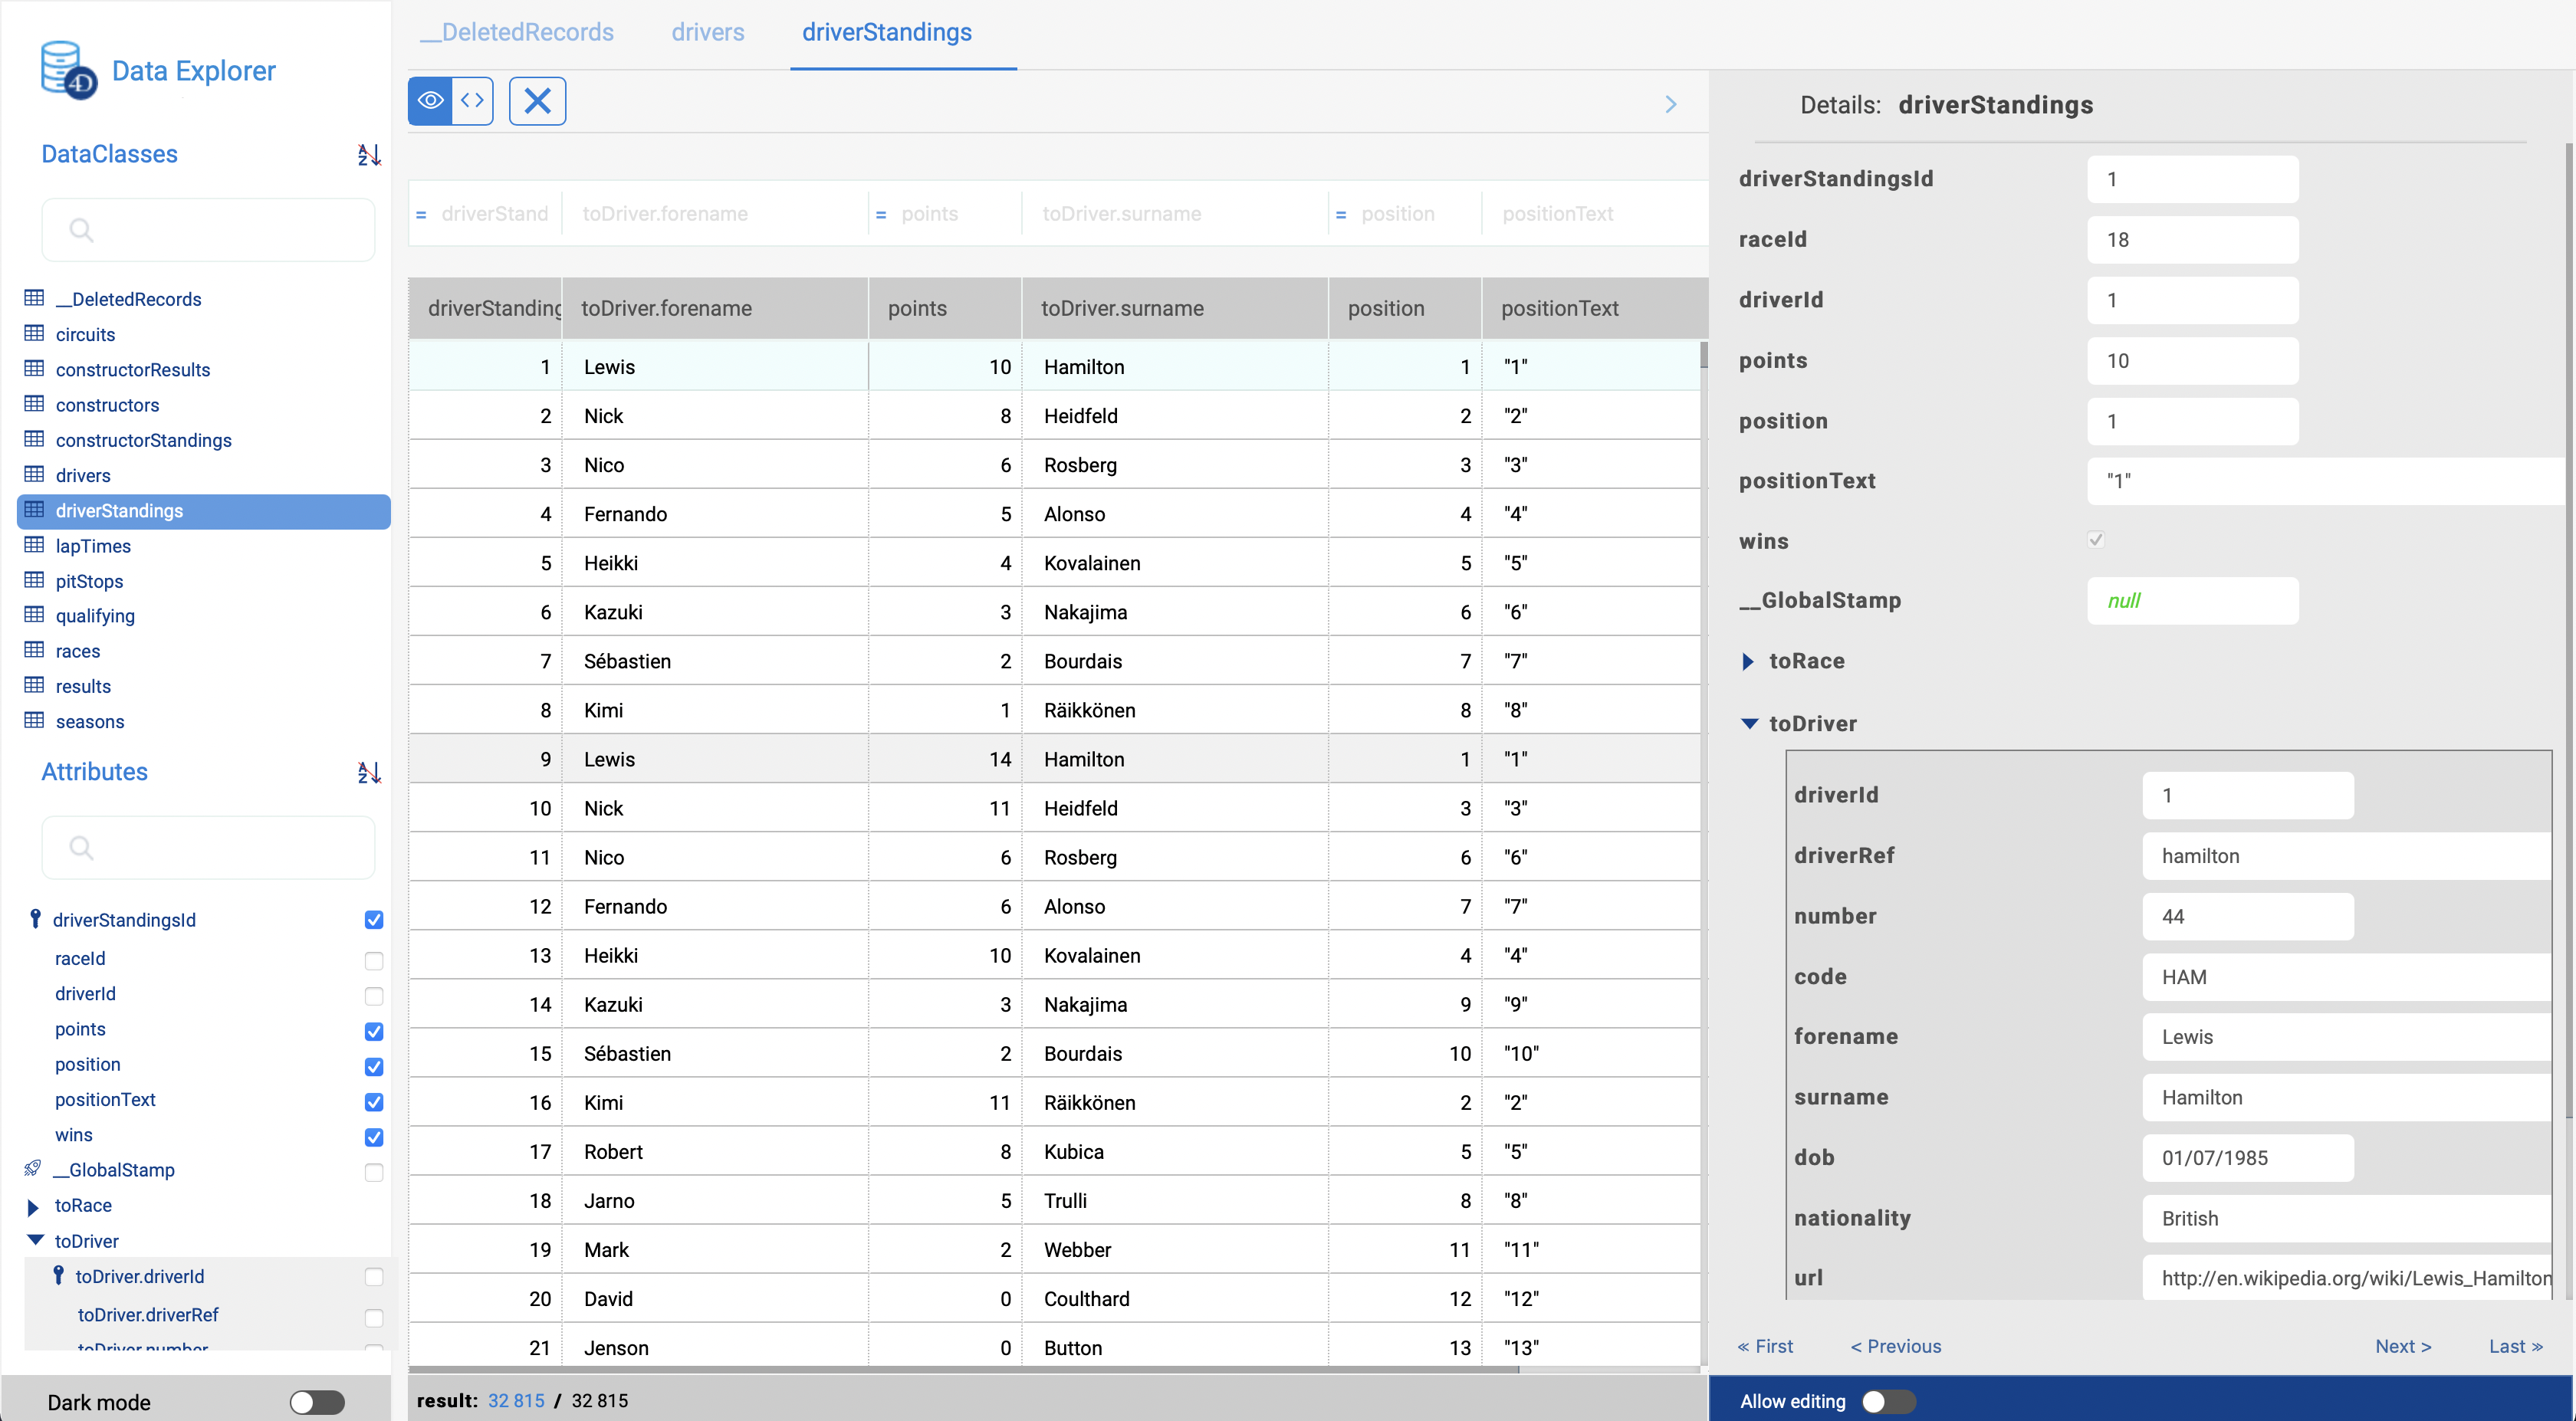 Data Explorer
DataClasses
__DeletedRecords
circuits
constructorResults
constructors
constructorStandings
drivers
driverStandings
lapTimes
pitStops
qualifying
races
results
seasons
Attributes
driverStandingsId
raceId
driverId
points
position
positionText
wins
__GlobalStamp
toRace
toDriver
toDriver.driverId
toDriver.driverRef
toDriver.number
Dark mode
__DeletedRecords drivers driverStandings
= driverStand toDriver.forename = points toDriver.surname = position positionText
driverStanding toDriver.forename points toDriver.surname position positionText
1 Lewis 10 Hamilton 1 "1"
2 Nick 8 Heidfeld 2 "2"
3 Nico 6 Rosberg 3 "3"
4 Fernando 5 Alonso 4 "4"
5 Heikki 4 Kovalainen 5 "5"
6 Kazuki 3 Nakajima 6 "6"
7 Sébastien 2 Bourdais 7 "7"
8 Kimi 1 Räikkönen 8 "8"
9 Lewis 14 Hamilton 1 "1"
10 Nick 11 Heidfeld 3 "3"
11 Nico 6 Rosberg 6 "6"
12 Fernando 6 Alonso 7 "7"
13 Heikki 10 Kovalainen 4 "4"
14 Kazuki 3 Nakajima 9 "9"
15 Sébastien 2 Bourdais 10 "10"
16 Kimi 11 Räikkönen 2 "2"
17 Robert 8 Kubica 5 "5"
18 Jarno 5 Trulli 8 "8"
19 Mark 2 Webber 11 "11"
20 David 0 Coulthard 12 "12"
21 Jenson 0 Button 13 "13"
result: 32 815 / 32 815
Details: driverStandings
driverStandingsId 1
raceId 18
driverId 1
points 10
position 1
positionText "1"
wins
__GlobalStamp null
toRace
toDriver
driverId 1
driverRef hamilton
number 44
code HAM
forename Lewis
surname Hamilton
dob 01/07/1985
nationality British
url http://en.wikipedia.org/wiki/Lewis_Hamilton
« First < Previous Next > Last »
Allow editing